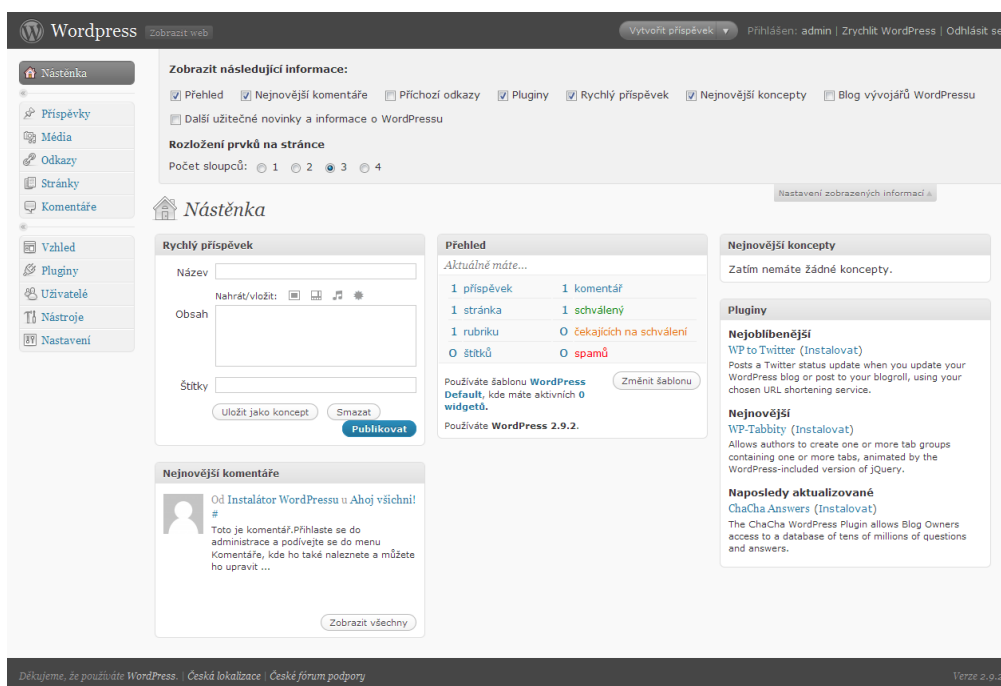 Wordpress Zobrazit web Vytvořit příspěvek Přihlášen: admin | Zrychlit WordPress | Odhlásit se
Nástěnka
Příspěvky
Média
Odkazy
Stránky
Komentáře
Vzhled
Pluginy
Uživatelé
Nástroje
Nastavení
Zobrazit následující informace:
Přehled Nejnovější komentáře Příchozí odkazy Pluginy Rychlý příspěvek Nejnovější koncepty Blog vývojářů WordPressu
Další užitečné novinky a informace o WordPressu
Rozložení prvků na stránce
Počet sloupců: 1 2 3 4
Nastavení zobrazených informací
Nástěnka
Rychlý příspěvek
Název
Nahrát/vložit:
Obsah
Štítky
Uložit jako koncept Smazat
Publikovat
Nejnovější komentáře
Od Instalátor WordPressu u Ahoj všichni!
#
Toto je komentář.Přihlaste se do
administrace a podívejte se do menu
Komentáře, kde ho také naleznete a můžete
ho upravit ...
Zobrazit všechny
Přehled
Aktuálně máte...
1 příspěvek 1 komentář
1 stránka 1 schválený
1 rubriku 0 čekajících na schválení
0 štítků 0 spamů
Používáte šablonu WordPress
Default, kde máte aktivních 0
widgetů.
Změnit šablonu
Používáte WordPress 2.9.2.
Nejnovější koncepty
Zatím nemáte žádné koncepty.
Pluginy
Nejoblíbenější
WP to Twitter (Instalovat)
Posts a Twitter status update when you update your
WordPress blog or post to your blogroll, using your
chosen URL shortening service.
Nejnovější
WP-Tabbity (Instalovat)
Allows authors to create one or more tab groups
containing one or more tabs, animated by the
WordPress-included version of jQuery.
Naposledy aktualizované
ChaCha Answers (Instalovat)
The ChaCha WordPress Plugin allows Blog Owners
access to a database of tens of millions of questions
and answers.
Děkujeme, že používáte WordPress. | Česká lokalizace | České fórum podpory Verze 2.9.2